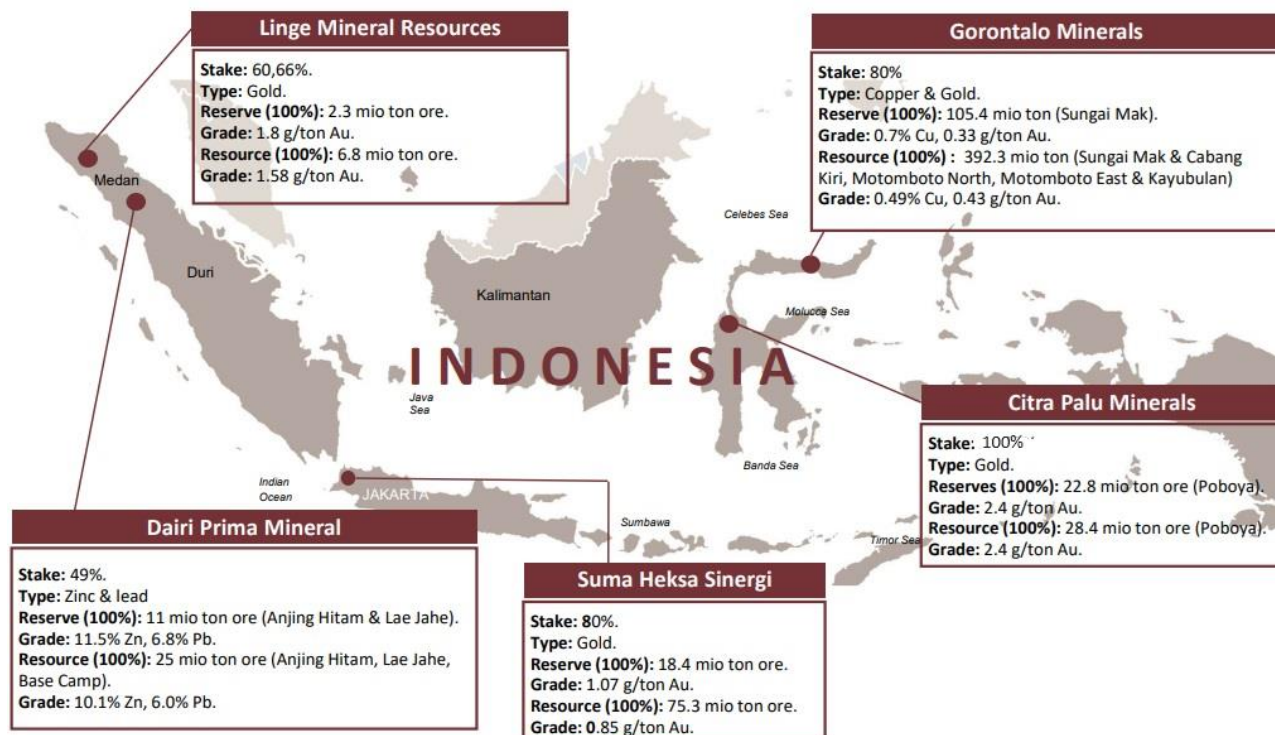 Linge Mineral Resources
Stake: 60,66%.
Type: Gold.
Reserve (100%): 2.3 mio ton ore.
Grade: 1.8 g/ton Au.
Resource (100%): 6.8 mio ton ore.
Grade: 1.58 g/ton Au.
Gorontalo Minerals
Stake: 80%
Type: Copper & Gold.
Reserve (100%): 105.4 mio ton (Sungai Mak).
Grade: 0.7% Cu, 0.33 g/ton Au.
Resource (100%) : 392.3 mio ton (Sungai Mak & Cabang
Kiri, Motomboto North, Motomboto East & Kayubulan)
Grade: 0.49% Cu, 0.43 g/ton Au.
Medan
Duri
Kalimantan
Celebes Sea
Molucca Sea
INDONESIA
Java
Sea
Banda Sea
Indian
Ocean
JAKARTA
Sumbawa
Timor Sea
Citra Palu Minerals
Stake: 100%
Type: Gold.
Reserves (100%): 22.8 mio ton ore (Poboya).
Grade: 2.4 g/ton Au.
Resource (100%): 28.4 mio ton ore (Poboya).
Grade: 2.4 g/ton Au.
Dairi Prima Mineral
Stake: 49%.
Type: Zinc & lead
Reserve (100%): 11 mio ton ore (Anjing Hitam & Lae Jahe).
Grade: 11.5% Zn, 6.8% Pb.
Resource (100%): 25 mio ton ore (Anjing Hitam, Lae Jahe,
Base Camp).
Grade: 10.1% Zn, 6.0% Pb.
Suma Heksa Sinergi
Stake: 80%.
Type: Gold.
Reserve (100%): 18.4 mio ton ore.
Grade: 1.07 g/ton Au.
Resource (100%): 75.3 mio ton ore.
Grade: 0.85 g/ton Au.